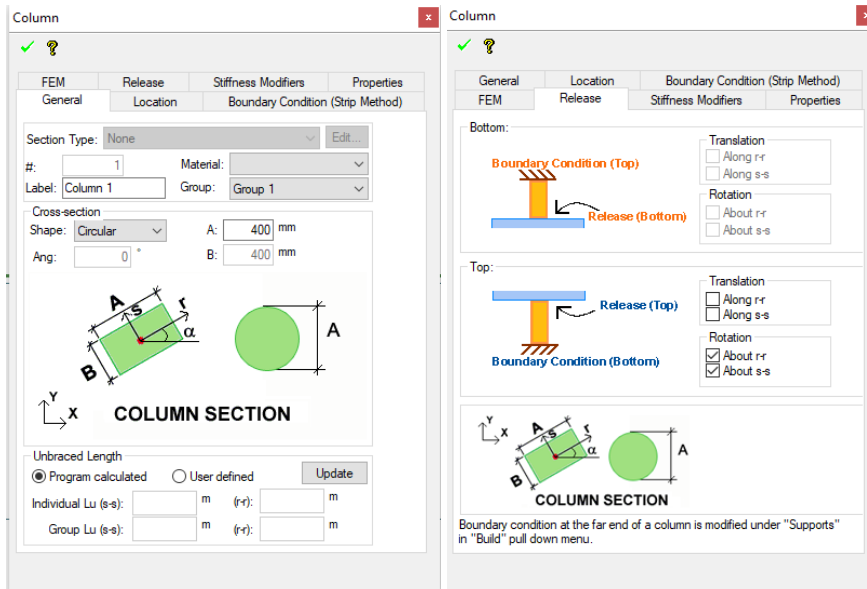 Column
x
FEM Release Stiffness Modifiers Properties
General Location Boundary Condition (Strip Method)
Section Type: None Edit...
#: 1 Material:
Label: Column 1 Group: Group 1
Cross-section
Shape: Circular A: 400 mm
Ang: 0 ° B: 400 mm
A s r α B A
Y X
COLUMN SECTION
Unbraced Length
Program calculated User defined Update
Individual Lu (s-s): m (r-r): m
Group Lu (s-s): m (r-r): m
Column
x
General Location Boundary Condition (Strip Method)
FEM Release Stiffness Modifiers Properties
Bottom:
Boundary Condition (Top)
Release (Bottom)
Translation
Along r-r
Along s-s
Rotation
About r-r
About s-s
Top:
Release (Top)
Boundary Condition (Bottom)
Translation
Along r-r
Along s-s
Rotation
About r-r
About s-s
Y X A s r α B A
COLUMN SECTION
Boundary condition at the far end of a column is modified under "Supports"
in "Build" pull down menu.